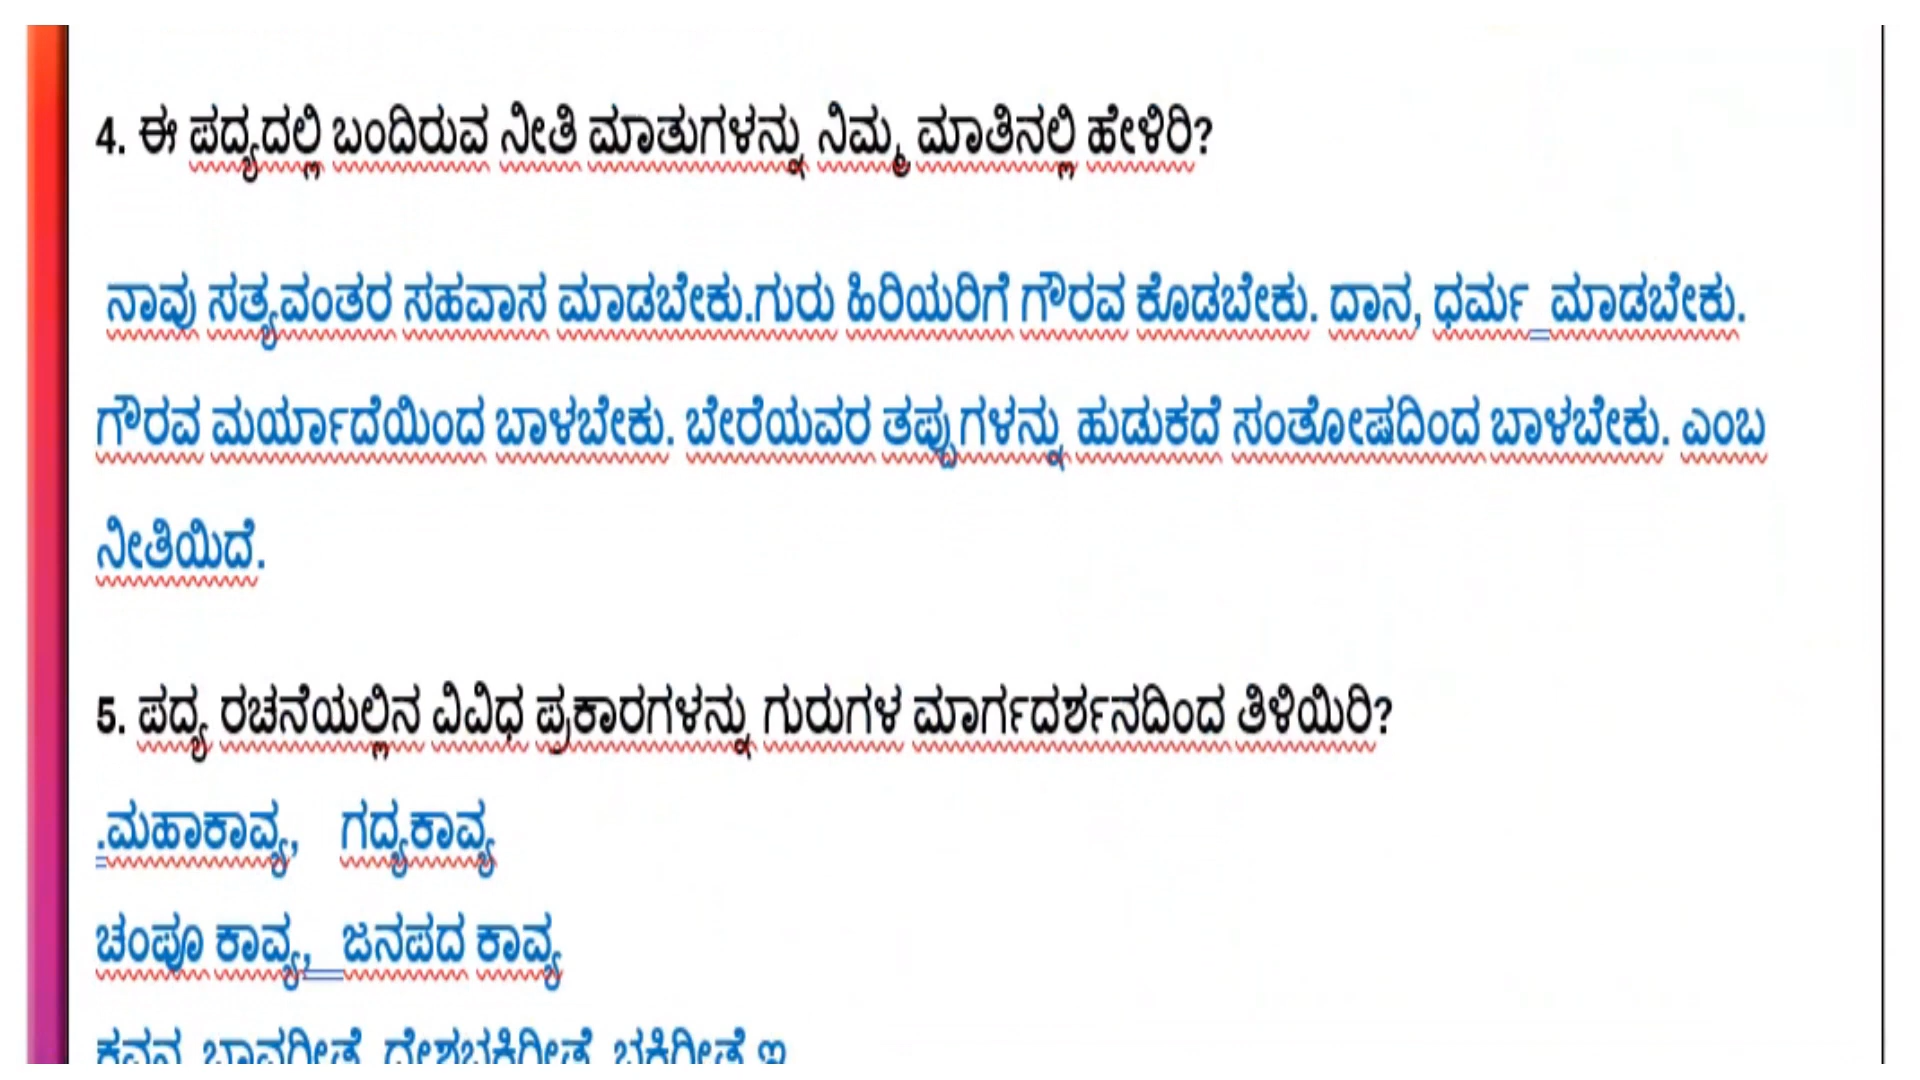 4. ಈ ಪದ್ಯದಲ್ಲಿ ಬಂದಿರುವ ನೀತಿ ಮಾತುಗಳನ್ನು ನಿಮ್ಮ ಮಾತಿನಲ್ಲಿ ಹೇಳಿರಿ?
ನಾವು ಸತ್ಯವಂತರ ಸಹವಾಸ ಮಾಡಬೇಕು.ಗುರು ಹಿರಿಯರಿಗೆ ಗೌರವ ಕೊಡಬೇಕು. ದಾನ, ಧರ್ಮ ಮಾಡಬೇಕು.
ಗೌರವ ಮರ್ಯಾದೆಯಿಂದ ಬಾಳಬೇಕು. ಬೇರೆಯವರ ತಪ್ಪುಗಳನ್ನು ಹುಡುಕದೆ ಸಂತೋಷದಿಂದ ಬಾಳಬೇಕು. ಎಂಬ
ನೀತಿಯಿದೆ.
5. ಪದ್ಯ ರಚನೆಯಲ್ಲಿನ ವಿವಿಧ ಪ್ರಕಾರಗಳನ್ನು ಗುರುಗಳ ಮಾರ್ಗದರ್ಶನದಿಂದ ತಿಳಿಯಿರಿ?
.ಮಹಾಕಾವ್ಯ, ಗದ್ಯಕಾವ್ಯ
ಚಂಪೂ ಕಾವ್ಯ, ಜನಪದ ಕಾವ್ಯ